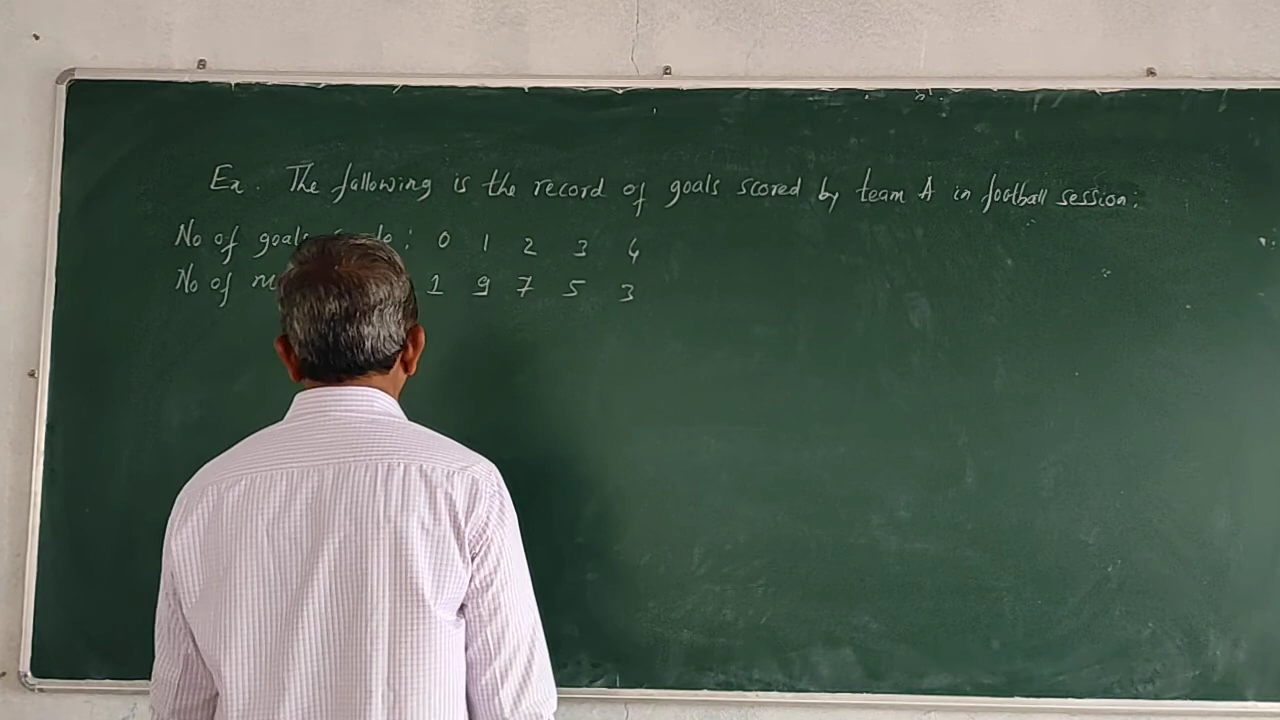 Ex. The fallowing is the record of goals scored by team A in football session:
No of goals : 0 1 2 3 4
No of 1 9 7 5 3